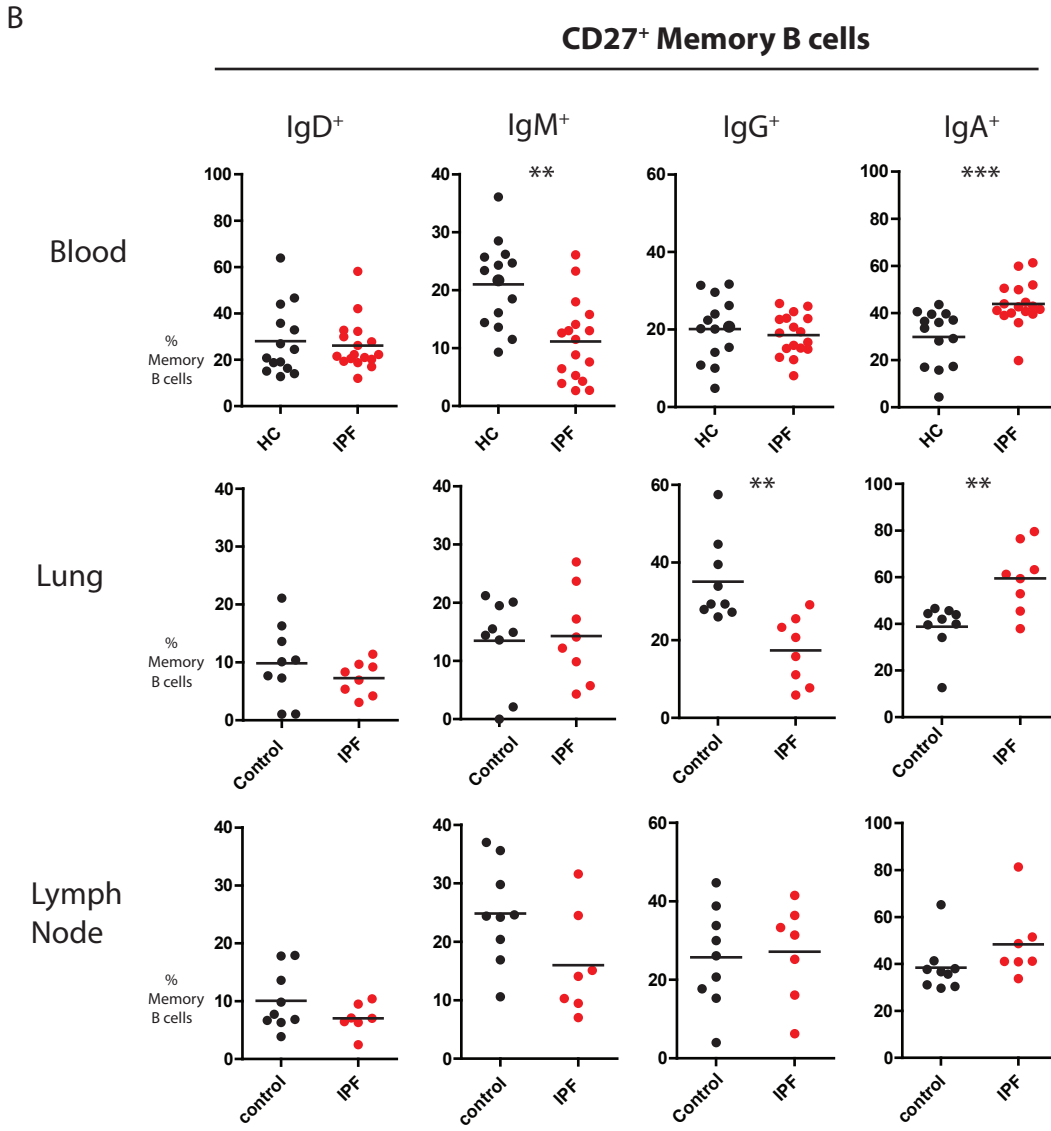 B
CD27⁺ Memory B cells
IgD⁺ IgM⁺ IgG⁺ IgA⁺
Blood
% Memory B cells
100
80
60
40
20
0
HC IPF
**
40
30
20
10
0
HC IPF
60
40
20
0
HC IPF
***
100
80
60
40
20
0
HC IPF
Lung
% Memory B cells
40
30
20
10
0
Control IPF
40
30
20
10
0
Control IPF
**
60
40
20
0
Control IPF
**
100
80
60
40
20
0
Control IPF
Lymph
Node
% Memory B cells
40
30
20
10
0
control IPF
40
30
20
10
0
control IPF
60
40
20
0
control IPF
100
80
60
40
20
0
control IPF